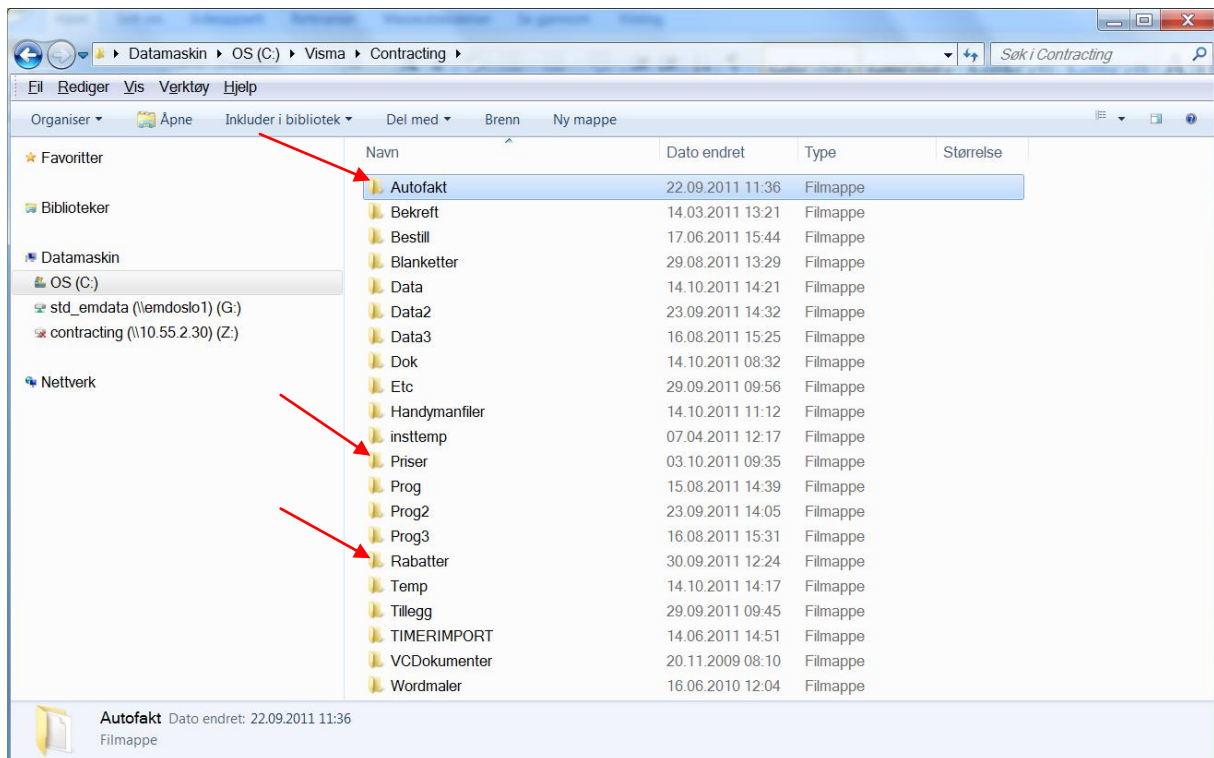 Datamaskin OS (C:) Visma Contracting Søk i Contracting
Fil Rediger Vis Verktøy Hjelp
Organiser Åpne Inkluder i bibliotek Del med Brenn Ny mappe
Favoritter
Biblioteker
Datamaskin
OS (C:)
std_emdata (\\emdoslo1) (G:)
contracting (\\10.55.2.30) (Z:)
Nettverk
Navn Dato endret Type Størrelse
Autofakt 22.09.2011 11:36 Filmappe
Bekreft 14.03.2011 13:21 Filmappe
Bestill 17.06.2011 15:44 Filmappe
Blanketter 29.08.2011 13:29 Filmappe
Data 14.10.2011 14:21 Filmappe
Data2 23.09.2011 14:32 Filmappe
Data3 16.08.2011 15:25 Filmappe
Dok 14.10.2011 08:32 Filmappe
Etc 29.09.2011 09:56 Filmappe
Handymanfiler 14.10.2011 11:12 Filmappe
insttemp 07.04.2011 12:17 Filmappe
Priser 03.10.2011 09:35 Filmappe
Prog 15.08.2011 14:39 Filmappe
Prog2 23.09.2011 14:05 Filmappe
Prog3 16.08.2011 15:31 Filmappe
Rabatter 30.09.2011 12:24 Filmappe
Temp 14.10.2011 14:17 Filmappe
Tillegg 29.09.2011 09:45 Filmappe
TIMERIMPORT 14.06.2011 14:51 Filmappe
VCDokumenter 20.11.2009 08:10 Filmappe
Wordmaler 16.06.2010 12:04 Filmappe
Autofakt Dato endret: 22.09.2011 11:36
Filmappe